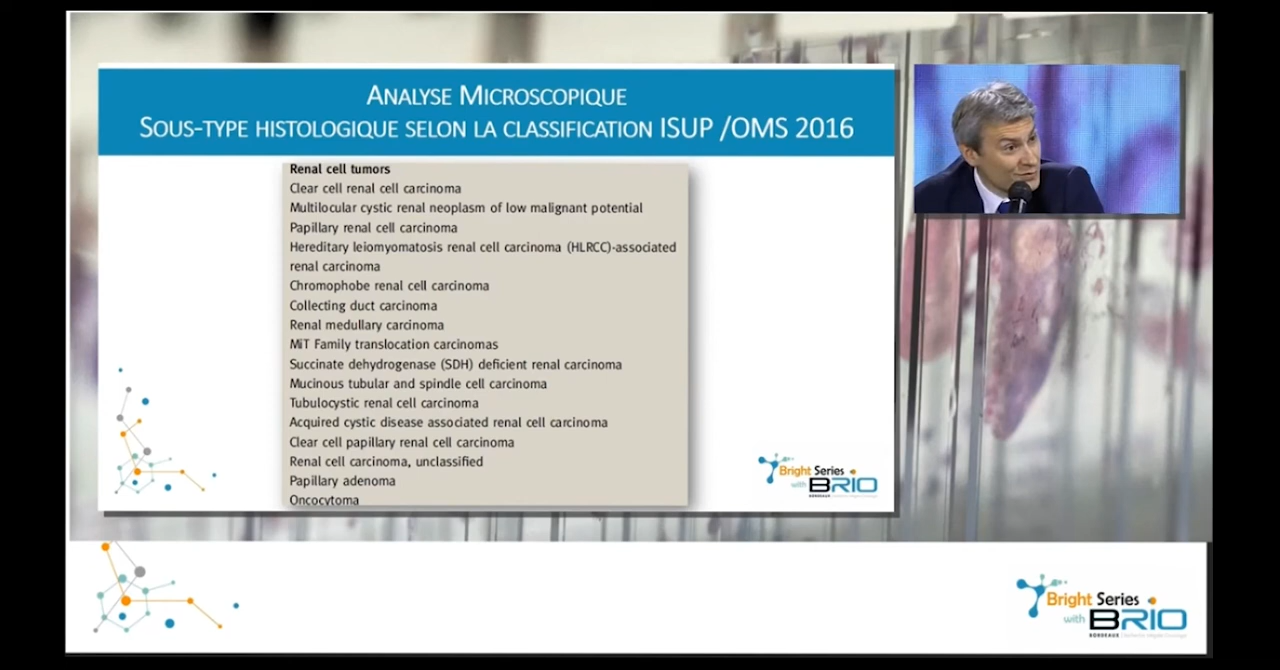 ANALYSE MICROSCOPIQUE
SOUS-TYPE HISTOLOGIQUE SELON LA CLASSIFICATION ISUP /OMS 2016
Renal cell tumors
Clear cell renal cell carcinoma
Multilocular cystic renal neoplasm of low malignant potential
Papillary renal cell carcinoma
Hereditary leiomyomatosis renal cell carcinoma (HLRCC)-associated
renal carcinoma
Chromophobe renal cell carcinoma
Collecting duct carcinoma
Renal medullary carcinoma
MiT Family translocation carcinomas
Succinate dehydrogenase (SDH) deficient renal carcinoma
Mucinous tubular and spindle cell carcinoma
Tubulocystic renal cell carcinoma
Acquired cystic disease associated renal cell carcinoma
Clear cell papillary renal cell carcinoma
Renal cell carcinoma, unclassified
Papillary adenoma
Oncocytoma
Bright Series
with BRIO
BORDEAUX
Bright Series
with BRIO
BORDEAUX